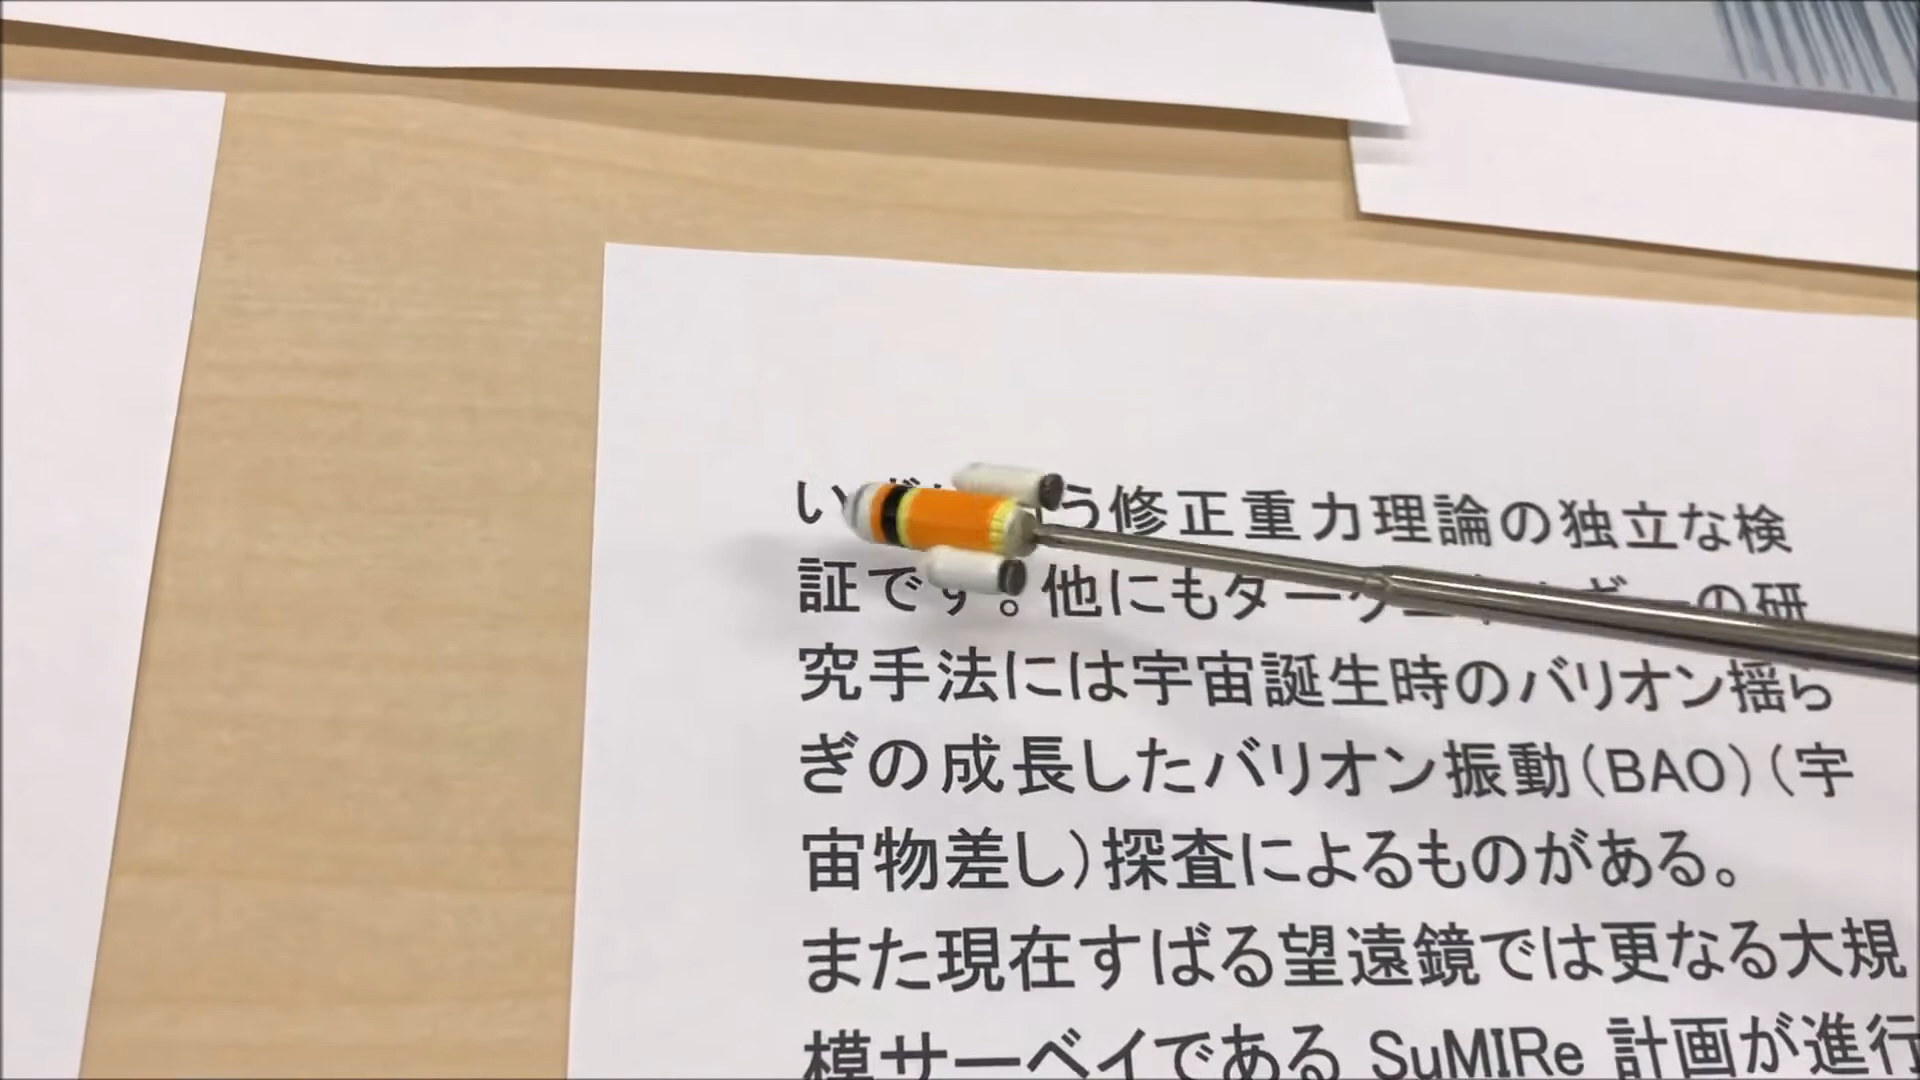 い う修正重力理論の独立な検
証です。他にもダーク の研
究手法には宇宙誕生時のバリオン揺ら
ぎの成長したバリオン振動(BAO)(宇
宙物差し)探査によるものがある。
また現在すばる望遠鏡では更なる大規
模サーベイである SuMIRe 計画が進行